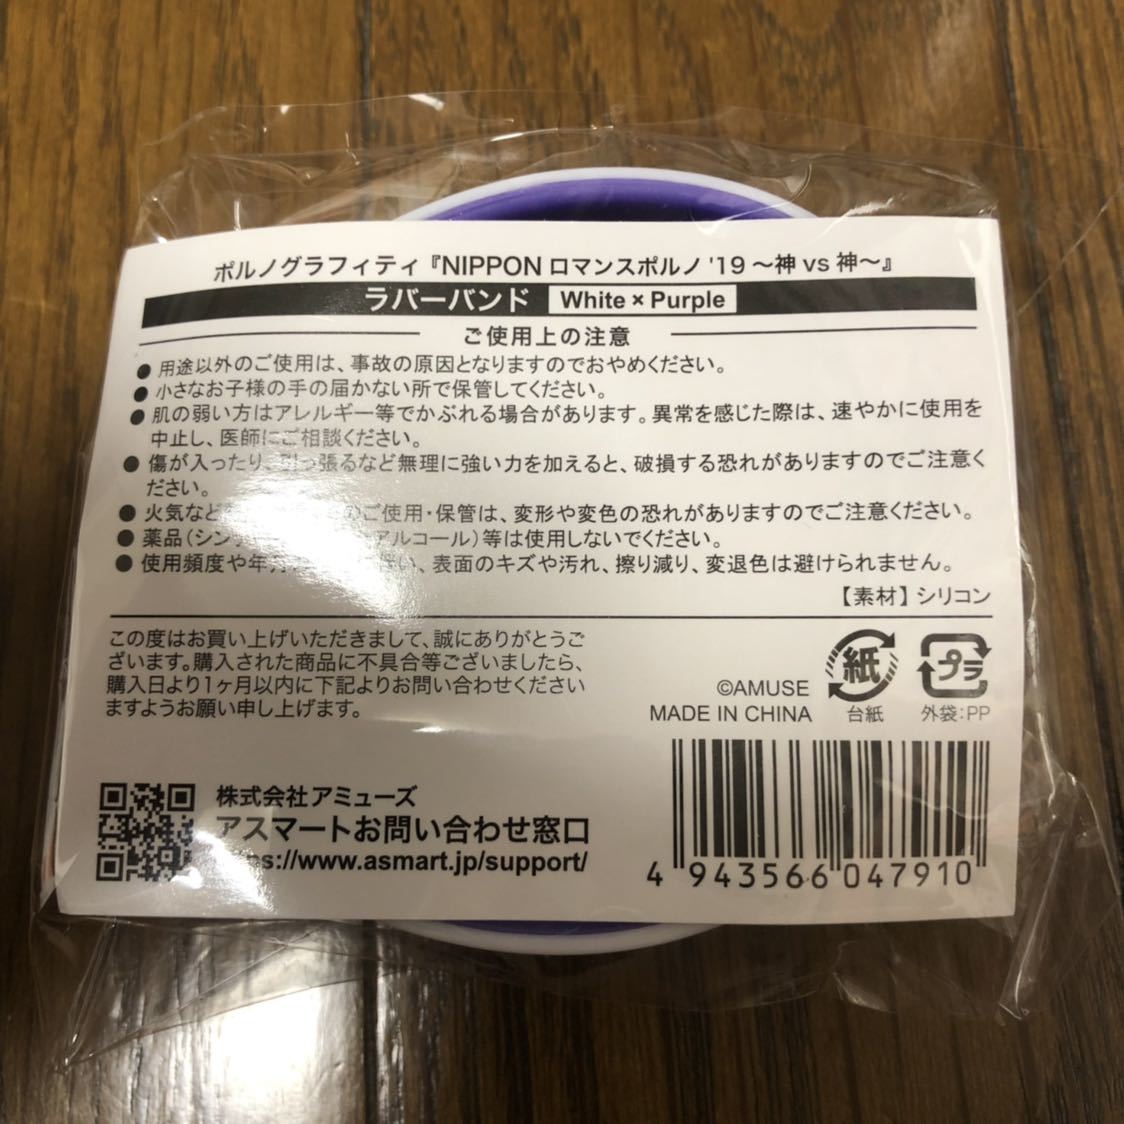 ポルノグラフィティ『NIPPON ロマンスポルノ '19 ～神 vs 神～』
ラバーバンド White × Purple
ご使用上の注意
● 用途以外のご使用は、事故の原因となりますのでおやめください。
● 小さなお子様の手の届かない所で保管してください。
● 肌の弱い方はアレルギー等でかぶれる場合があります。異常を感じた際は、速やかに使用を
中止し、医師にご相談ください。
● 傷が入ったり、引っ張るなど無理に強い力を加えると、破損する恐れがありますのでご注意く
ださい。
● 火気など のご使用・保管は、変形や変色の恐れがありますのでご注意ください。
● 薬品（シン アルコール）等は使用しないでください。
● 使用頻度や年月 い、表面のキズや汚れ、擦り減り、変退色は避けられません。
【素材】シリコン
この度はお買い上げいただきまして、誠にありがとうご
ざいます。購入された商品に不具合等ございましたら、
購入日より1ヶ月以内に下記よりお問い合わせください
ますようお願い申し上げます。
©AMUSE
MADE IN CHINA
紙
台紙
プラ
外袋：PP
株式会社アミューズ
アスマートお問い合わせ窓口
ps://www.asmart.jp/support/
4 943566 047910